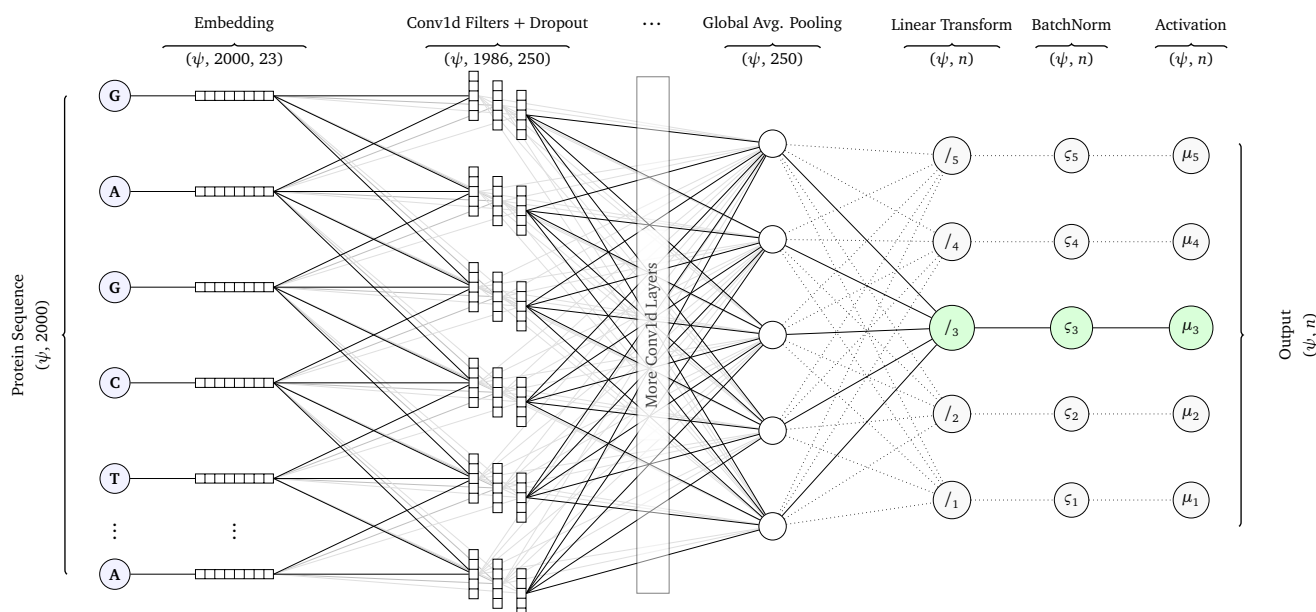 Embedding
Conv1d Filters + Dropout
...
Global Avg. Pooling
Linear Transform
BatchNorm
Activation
(ψ, 2000, 23)
(ψ, 1986, 250)
(ψ, 250)
(ψ, n)
(ψ, n)
(ψ, n)
Protein Sequence
(ψ, 2000)
G
A
G
C
T
⋮
⋮
A
More Conv1d Layers
/5
ς5
μ5
/4
ς4
μ4
/3
ς3
μ3
/2
ς2
μ2
/1
ς1
μ1
Output
(ψ, n)